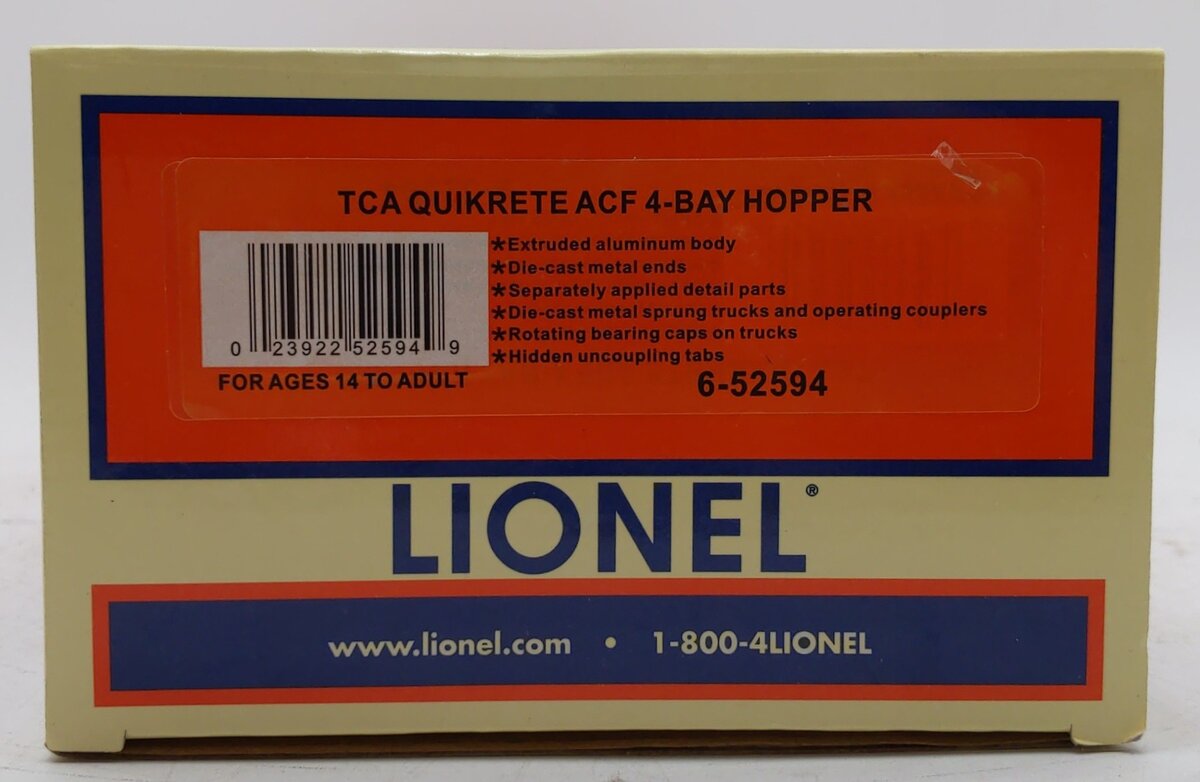 TCA QUIKRETE ACF 4-BAY HOPPER
*Extruded aluminum body
*Die-cast metal ends
*Separately applied detail parts
*Die-cast metal sprung trucks and operating couplers
*Rotating bearing caps on trucks
*Hidden uncoupling tabs
0 23922 52594 9
FOR AGES 14 TO ADULT
6-52594
LIONEL®
www.lionel.com • 1-800-4LIONEL